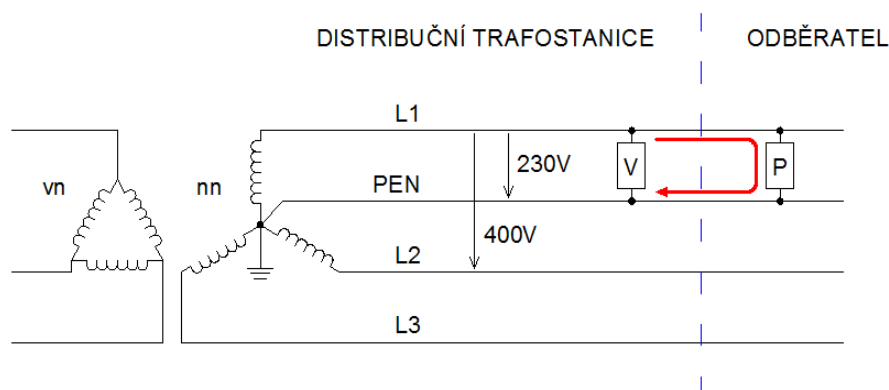 DISTRIBUČNÍ TRAFOSTANICE
ODBĚRATEL
L1
230V
V
P
vn
nn
PEN
400V
L2
L3